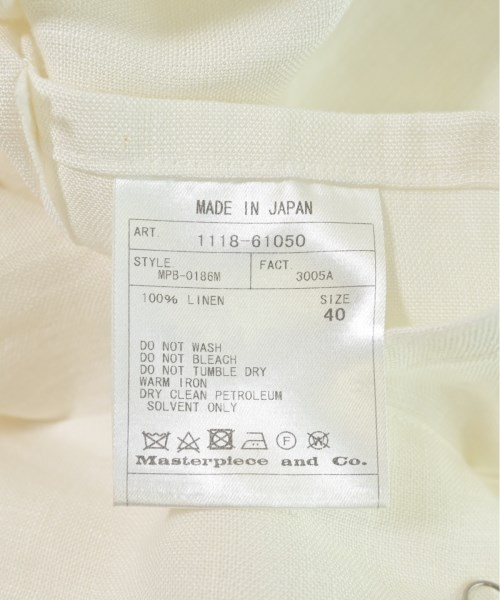 MADE IN JAPAN
ART. 1118-61050
STYLE MPB-0186M FACT. 3005A
100% LINEN SIZE
40
DO NOT WASH
DO NOT BLEACH
DO NOT TUMBLE DRY
WARM IRON
DRY CLEAN PETROLEUM
SOLVENT ONLY
F W
Masterpiece and Co.